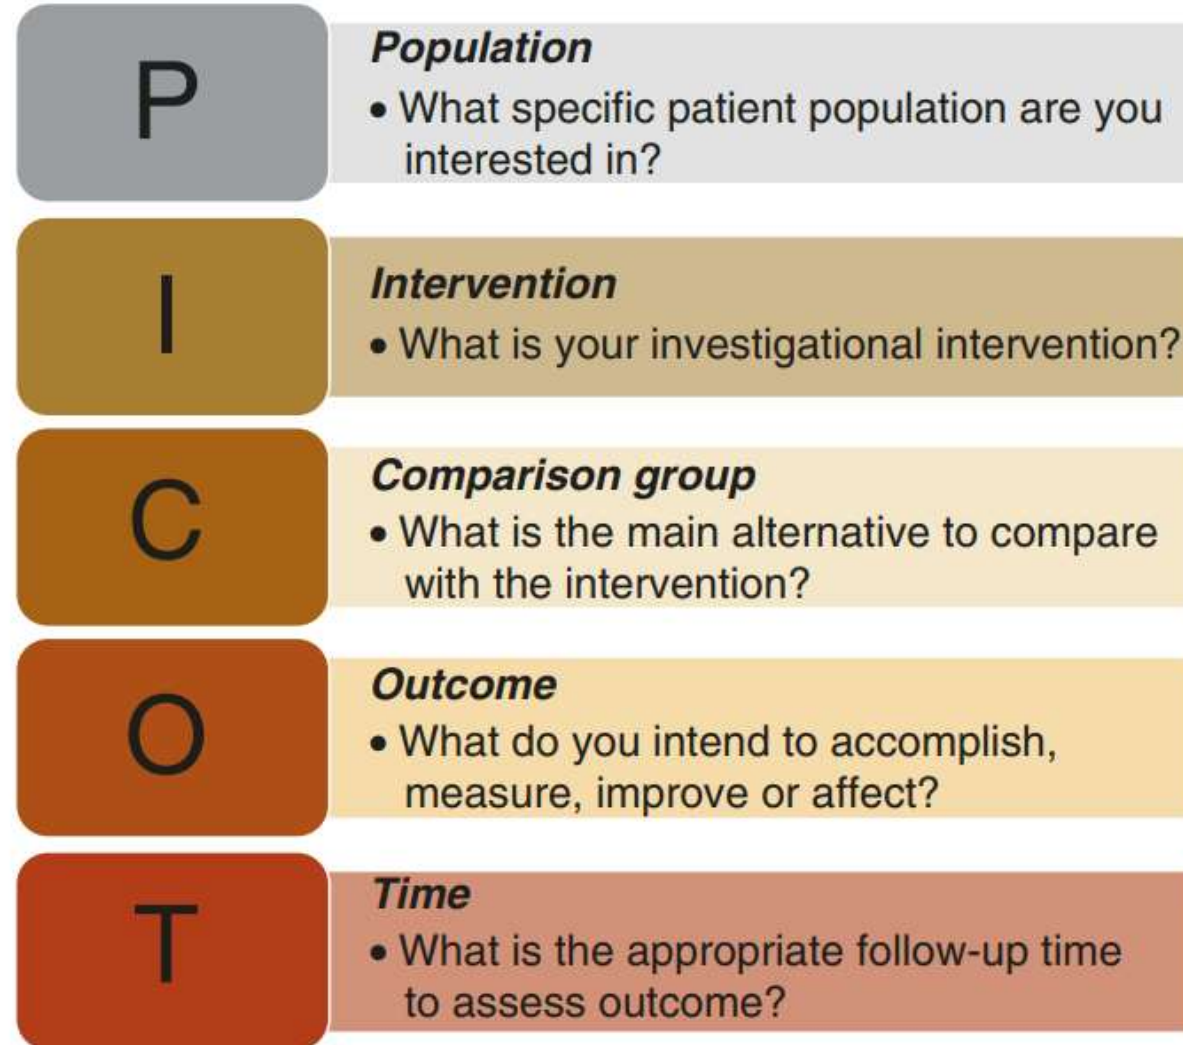 P
Population
• What specific patient population are you
interested in?
I
Intervention
• What is your investigational intervention?
C
Comparison group
• What is the main alternative to compare
with the intervention?
O
Outcome
• What do you intend to accomplish,
measure, improve or affect?
T
Time
• What is the appropriate follow-up time
to assess outcome?